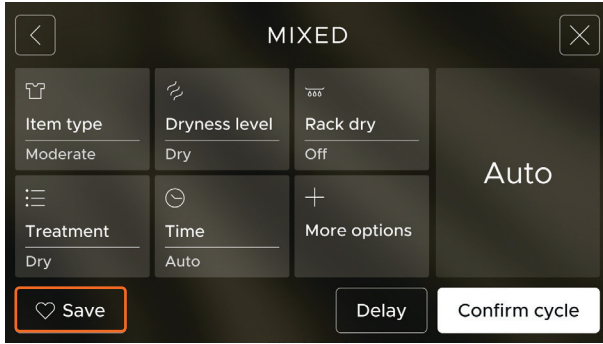 MIXED
Item type
Moderate
Dryness level
Dry
Rack dry
Off
Auto
Treatment
Dry
Time
Auto
More options
Save
Delay
Confirm cycle